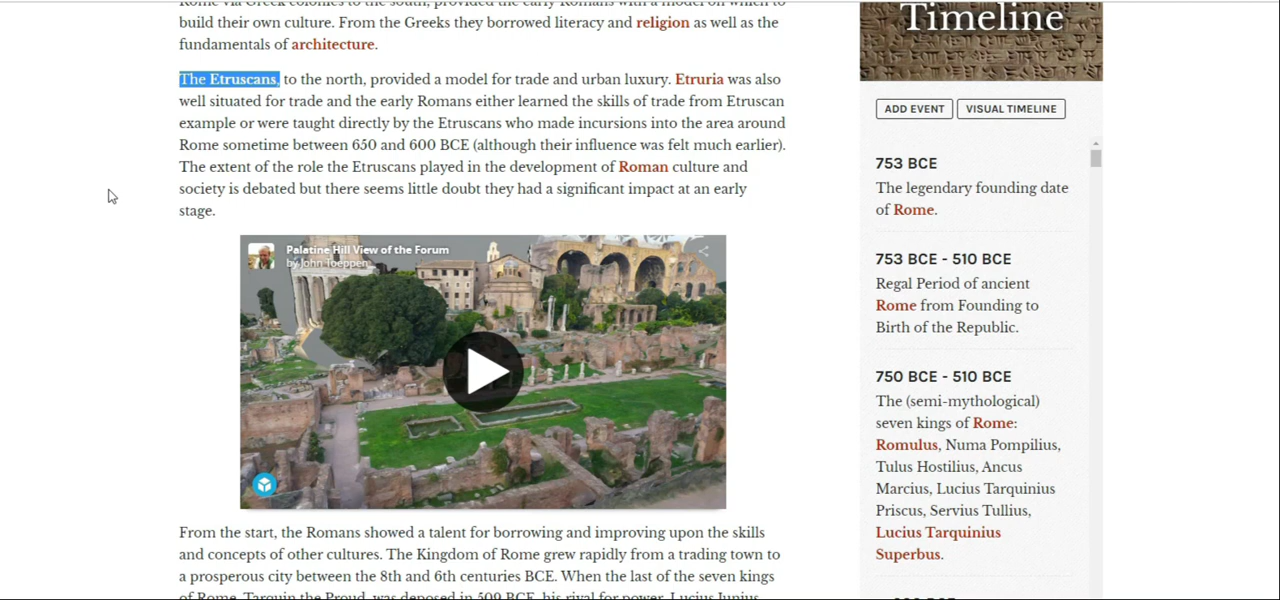 Rome via Greek colonies to the south, provided the early Romans with a model on which to
build their own culture. From the Greeks they borrowed literacy and religion as well as the
fundamentals of architecture.
The Etruscans, to the north, provided a model for trade and urban luxury. Etruria was also
well situated for trade and the early Romans either learned the skills of trade from Etruscan
example or were taught directly by the Etruscans who made incursions into the area around
Rome sometime between 650 and 600 BCE (although their influence was felt much earlier).
The extent of the role the Etruscans played in the development of Roman culture and
society is debated but there seems little doubt they had a significant impact at an early
stage.
Palatine Hill View of the Forum
by John Toeppen
From the start, the Romans showed a talent for borrowing and improving upon the skills
and concepts of other cultures. The Kingdom of Rome grew rapidly from a trading town to
a prosperous city between the 8th and 6th centuries BCE. When the last of the seven kings
of Rome, Tarquin the Proud, was deposed in 509 BCE, his rival for power, Lucius Junius
Timeline
ADD EVENT VISUAL TIMELINE
753 BCE
The legendary founding date
of Rome.
753 BCE - 510 BCE
Regal Period of ancient
Rome from Founding to
Birth of the Republic.
750 BCE - 510 BCE
The (semi-mythological)
seven kings of Rome:
Romulus, Numa Pompilius,
Tulus Hostilius, Ancus
Marcius, Lucius Tarquinius
Priscus, Servius Tullius,
Lucius Tarquinius
Superbus.